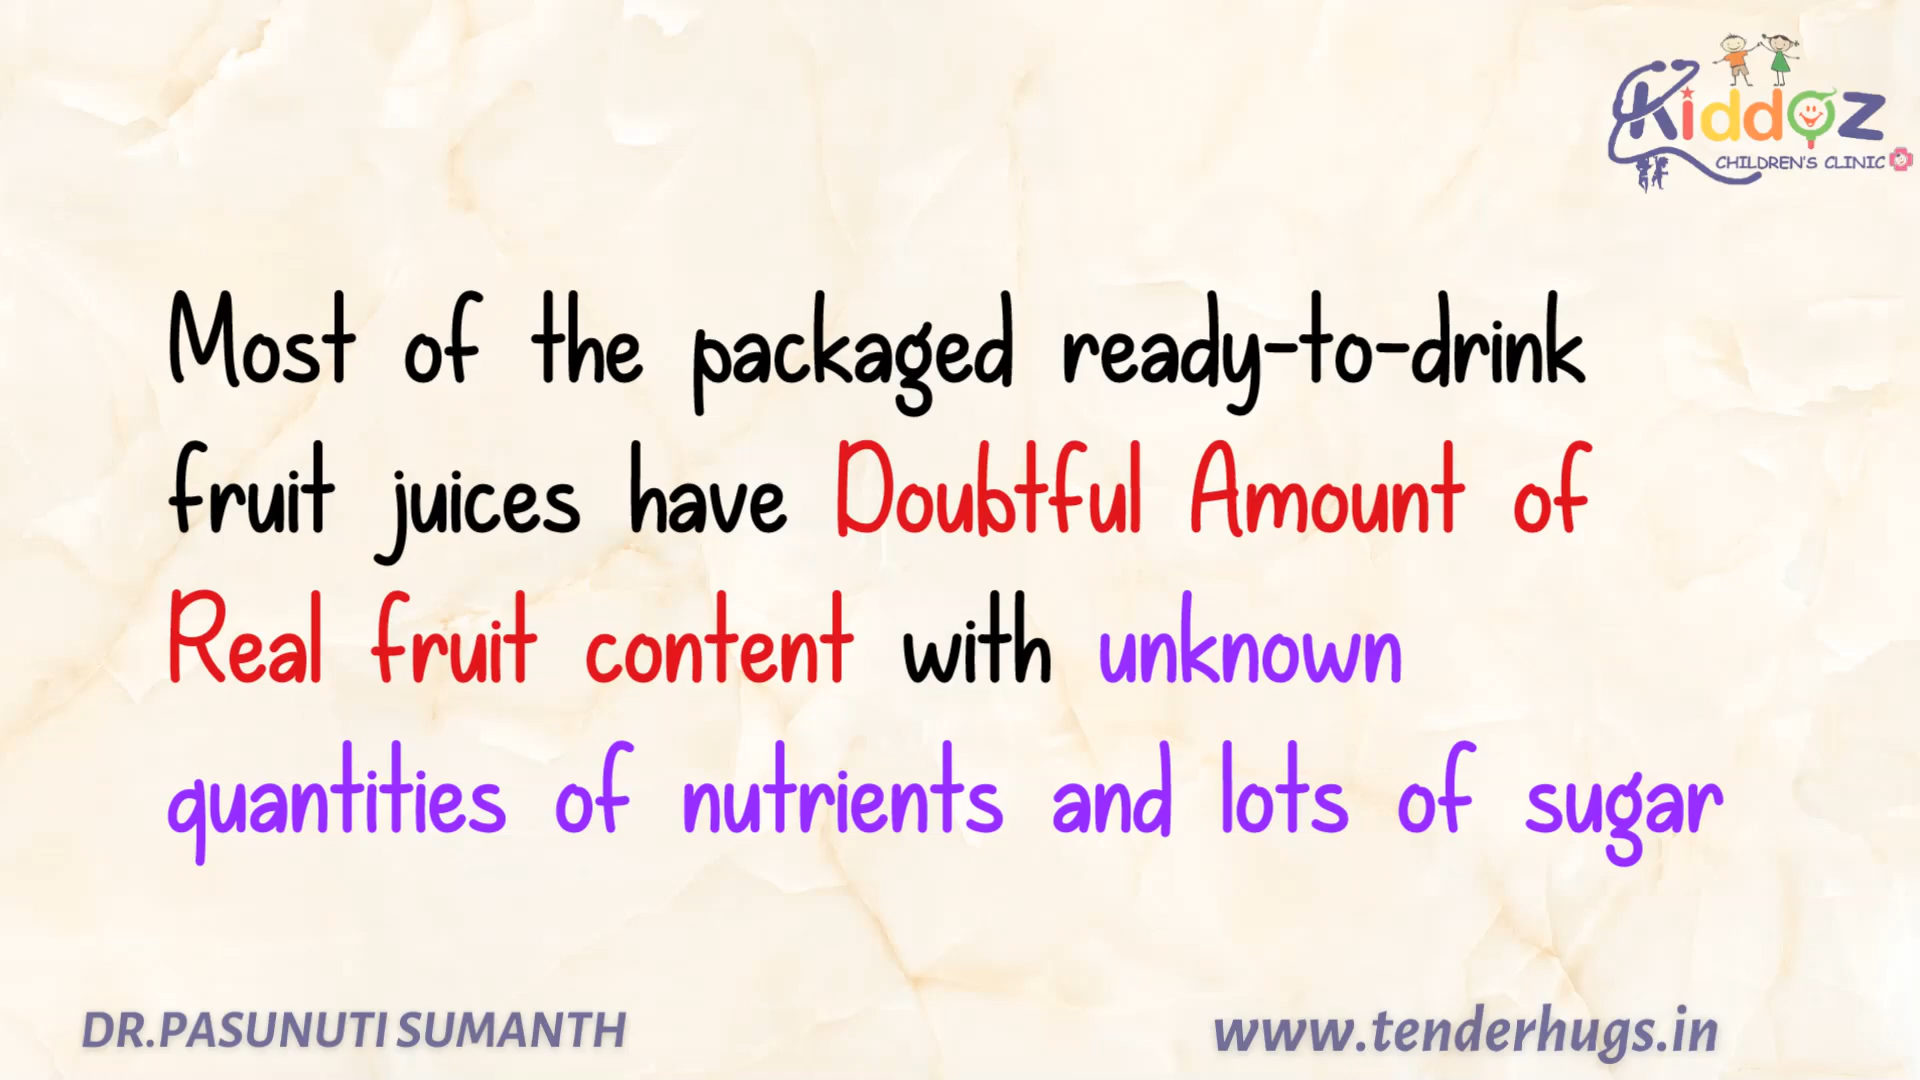 Kiddoz
CHILDREN'S CLINIC
Most of the packaged ready-to-drink
fruit juices have Doubtful Amount of
Real fruit content with unknown
quantities of nutrients and lots of sugar
DR.PASUNUTI SUMANTH
www.tenderhugs.in